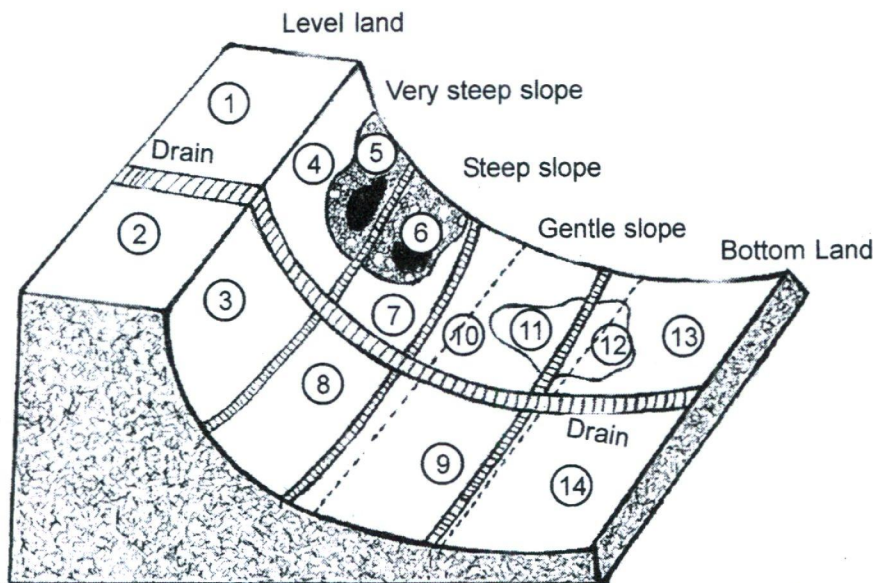 Level land
Very steep slope
Steep slope
Gentle slope
Bottom Land
1
Drain
2
3
4
5
6
7
8
9
10
11
12
13
14
Drain